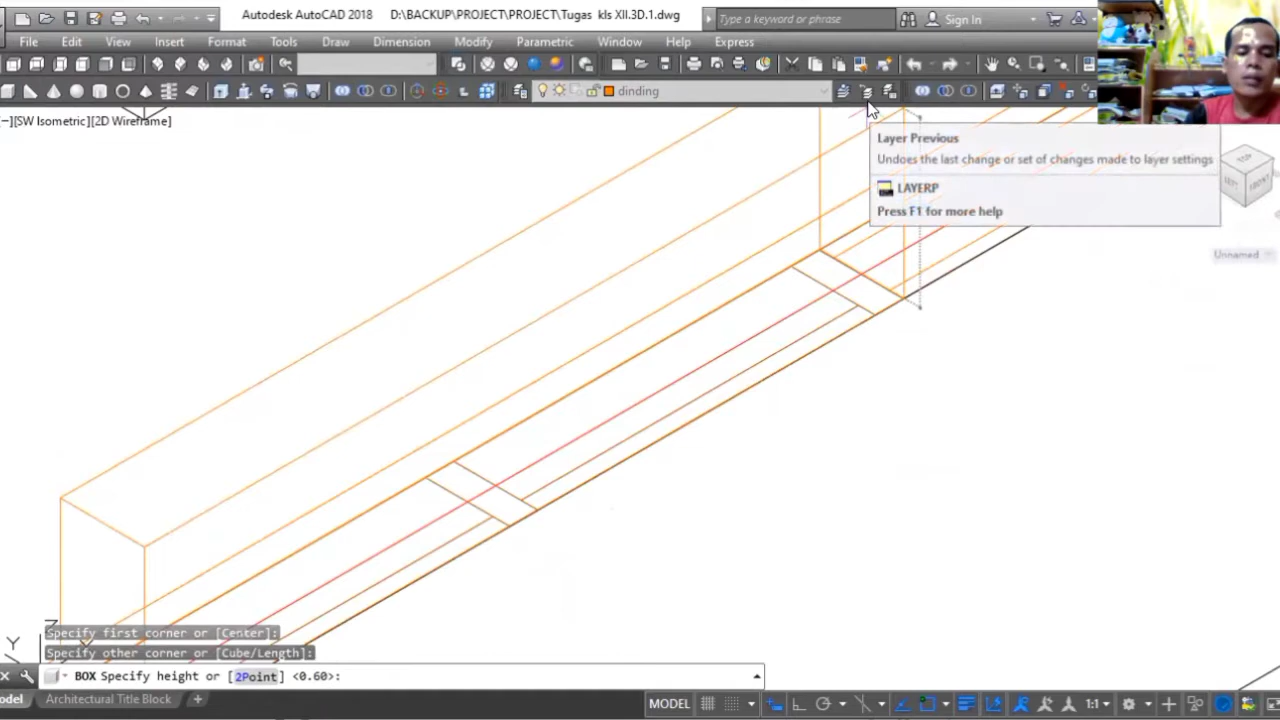 Autodesk AutoCAD 2018 D:\BACKUP\PROJECT\PROJECT\Tugas kls XII.3D.1.dwg Type a keyword or phrase Sign In
File Edit View Insert Format Tools Draw Dimension Modify Parametric Window Help Express
dinding
[−][SW Isometric][2D Wireframe]
Layer Previous
Undoes the last change or set of changes made to layer settings
LAYERP
Press F1 for more help
TOP
LEFT FRONT
Unnamed
Z
Y
Specify first corner or [Center]:
Specify other corner or [Cube/Length]:
BOX Specify height or [2Point] <0.60>:
odel Architectural Title Block +
MODEL 1:1